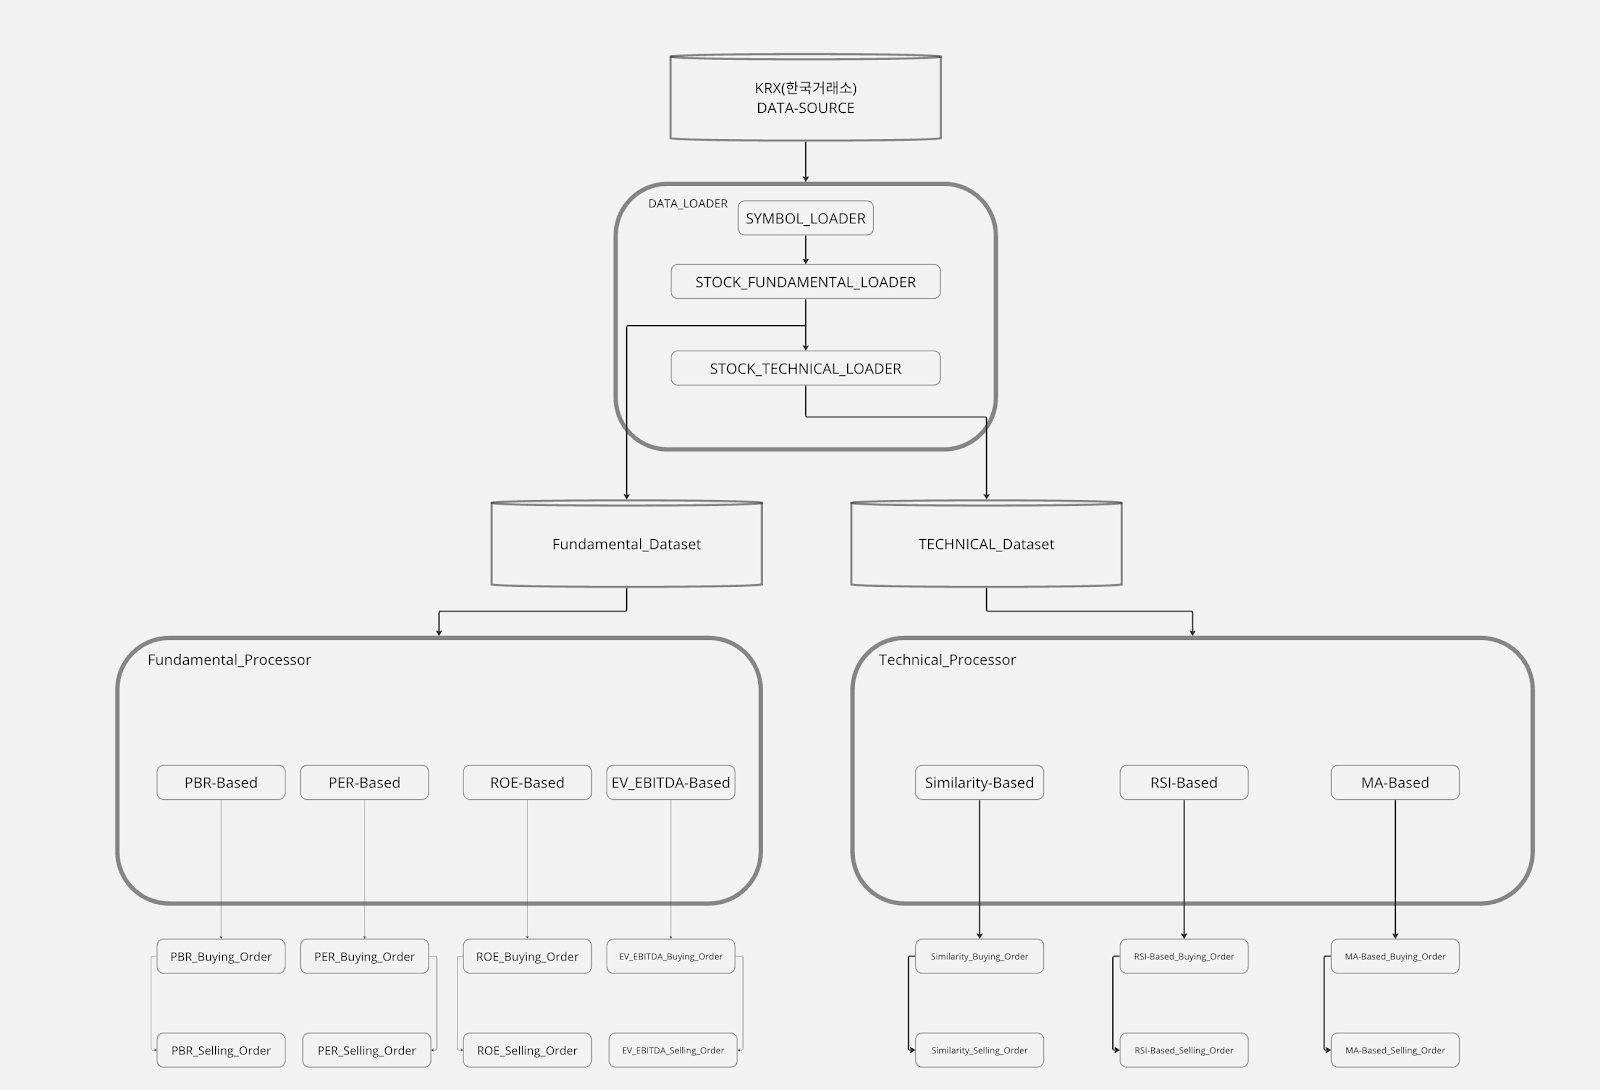 KRX(한국거래소)
DATA-SOURCE
DATA_LOADER
SYMBOL_LOADER
STOCK_FUNDAMENTAL_LOADER
STOCK_TECHNICAL_LOADER
Fundamental_Dataset
TECHNICAL_Dataset
Fundamental_Processor
Technical_Processor
PBR-Based
PER-Based
ROE-Based
EV_EBITDA-Based
Similarity-Based
RSI-Based
MA-Based
PBR_Buying_Order
PER_Buying_Order
ROE_Buying_Order
EV_EBITDA_Buying_Order
Similarity_Buying_Order
RSI-Based_Buying_Order
MA-Based_Buying_Order
PBR_Selling_Order
PER_Selling_Order
ROE_Selling_Order
EV_EBITDA_Selling_Order
Similarity_Selling_Order
RSI-Based_Selling_Order
MA-Based_Selling_Order